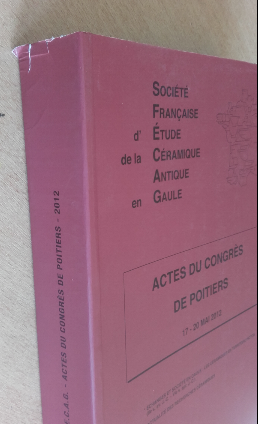 SOCIÉTÉ
FRANÇAISE
d' ÉTUDE
de la CÉRAMIQUE
ANTIQUE
en GAULE
ACTES DU CONGRÈS
DE POITIERS
17 - 20 MAI 2012
C.A.G. - ACTES DU CONGRÈS DE POITIERS - 2012